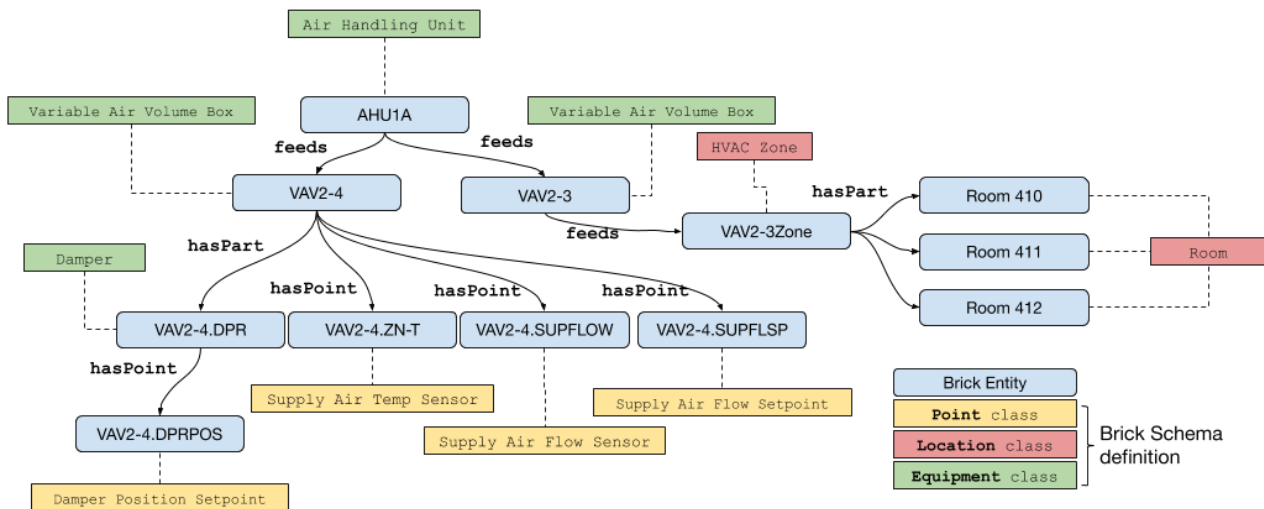 Air Handling Unit
Variable Air Volume Box
AHU1A
Variable Air Volume Box
feeds
feeds
HVAC Zone
VAV2-4
VAV2-3
hasPart
Room 410
feeds
VAV2-3Zone
hasPart
Damper
Room 411
Room
hasPoint
hasPoint
hasPoint
Room 412
VAV2-4.DPR
VAV2-4.ZN-T
VAV2-4.SUPFLOW
VAV2-4.SUPFLSP
hasPoint
Supply Air Temp Sensor
Supply Air Flow Setpoint
VAV2-4.DPRPOS
Supply Air Flow Sensor
Damper Position Setpoint
Brick Entity
Point class
Location class
Equipment class
Brick Schema
definition